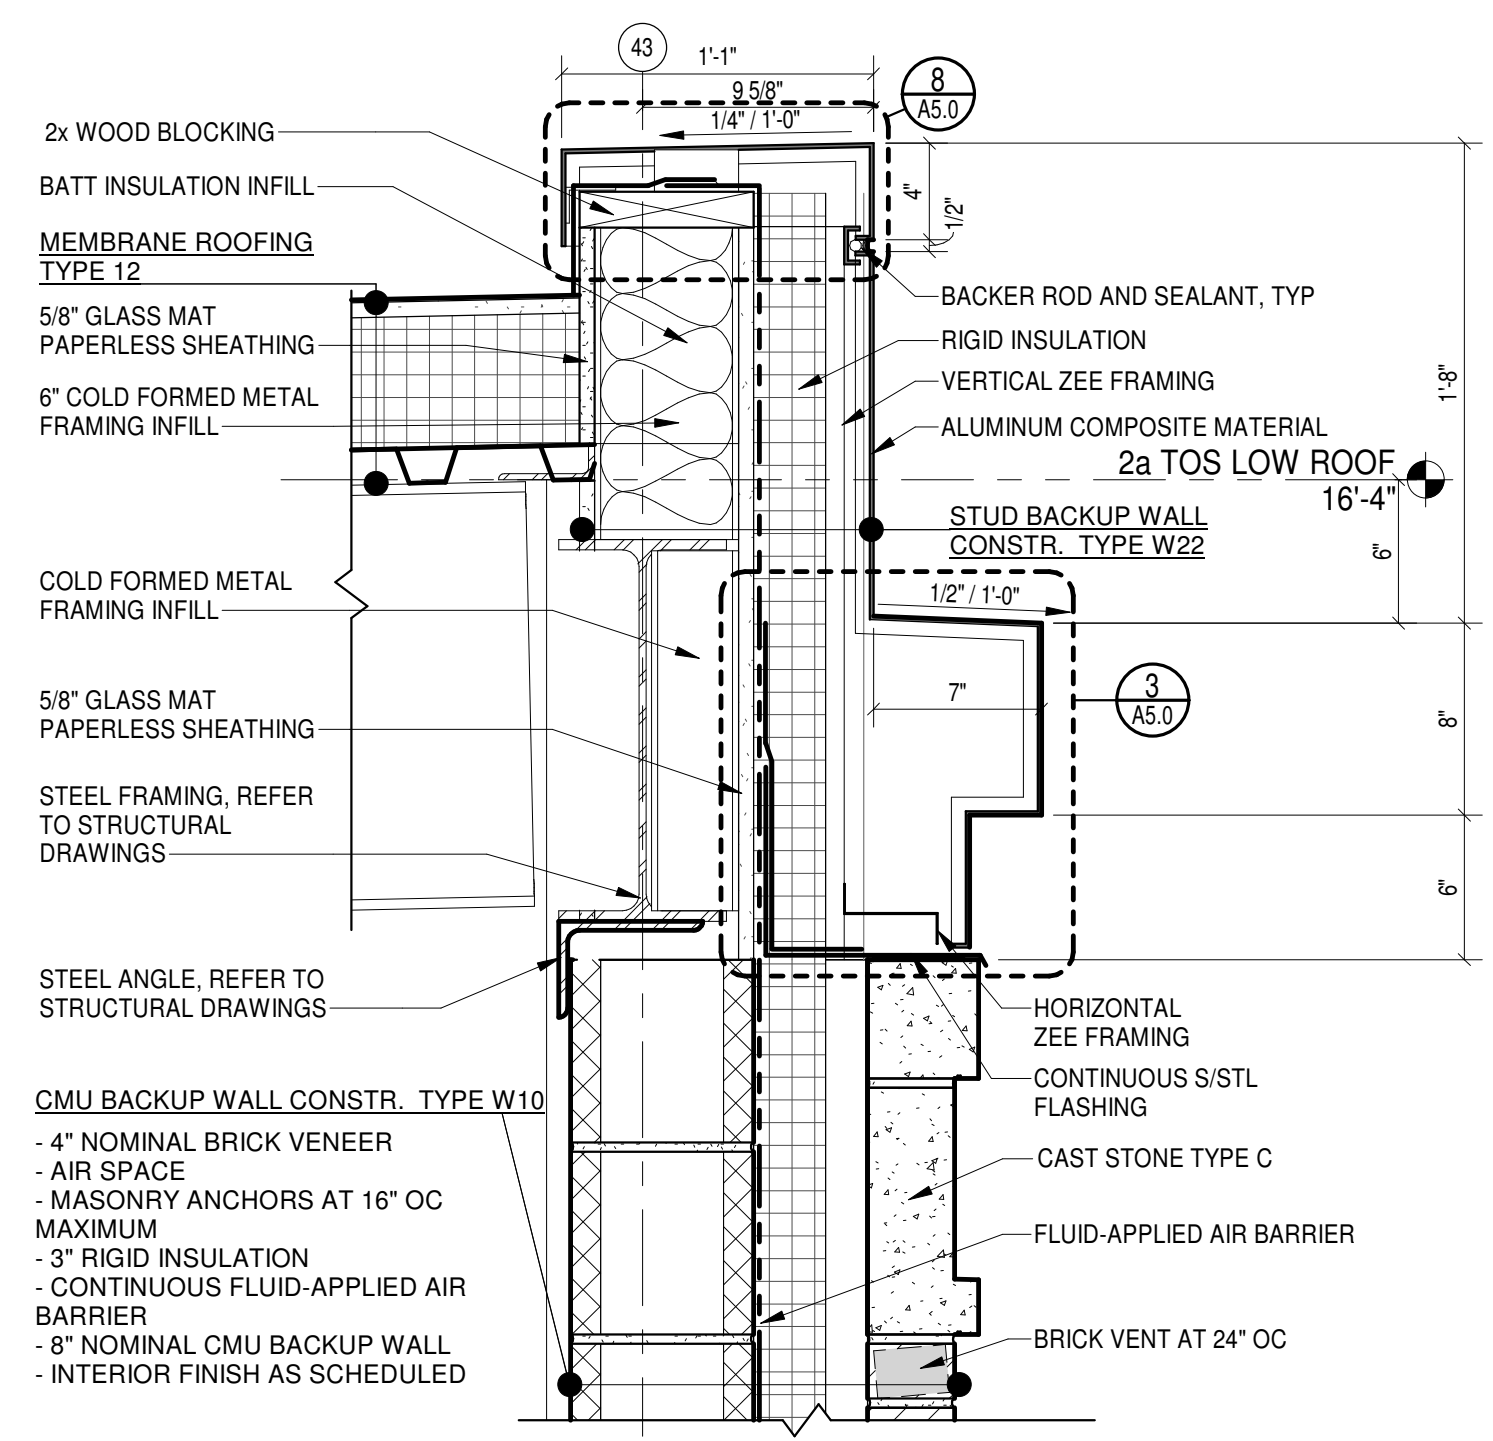 43
1'-1"
9 5/8"
1/4" / 1'-0"
8
A5.0
2x WOOD BLOCKING
BATT INSULATION INFILL
MEMBRANE ROOFING
TYPE 12
5/8" GLASS MAT
PAPERLESS SHEATHING
6" COLD FORMED METAL
FRAMING INFILL
4"
1/2"
BACKER ROD AND SEALANT, TYP
RIGID INSULATION
VERTICAL ZEE FRAMING
ALUMINUM COMPOSITE MATERIAL
1'-8"
2a TOS LOW ROOF
16'-4"
STUD BACKUP WALL
CONSTR. TYPE W22
6"
COLD FORMED METAL
FRAMING INFILL
1/2" / 1'-0"
5/8" GLASS MAT
PAPERLESS SHEATHING
7"
3
A5.0
8"
STEEL FRAMING, REFER
TO STRUCTURAL
DRAWINGS
6"
STEEL ANGLE, REFER TO
STRUCTURAL DRAWINGS
HORIZONTAL
ZEE FRAMING
CONTINUOUS S/STL
FLASHING
CMU BACKUP WALL CONSTR. TYPE W10
- 4" NOMINAL BRICK VENEER
- AIR SPACE
- MASONRY ANCHORS AT 16" OC
MAXIMUM
- 3" RIGID INSULATION
- CONTINUOUS FLUID-APPLIED AIR
BARRIER
- 8" NOMINAL CMU BACKUP WALL
- INTERIOR FINISH AS SCHEDULED
CAST STONE TYPE C
FLUID-APPLIED AIR BARRIER
BRICK VENT AT 24" OC